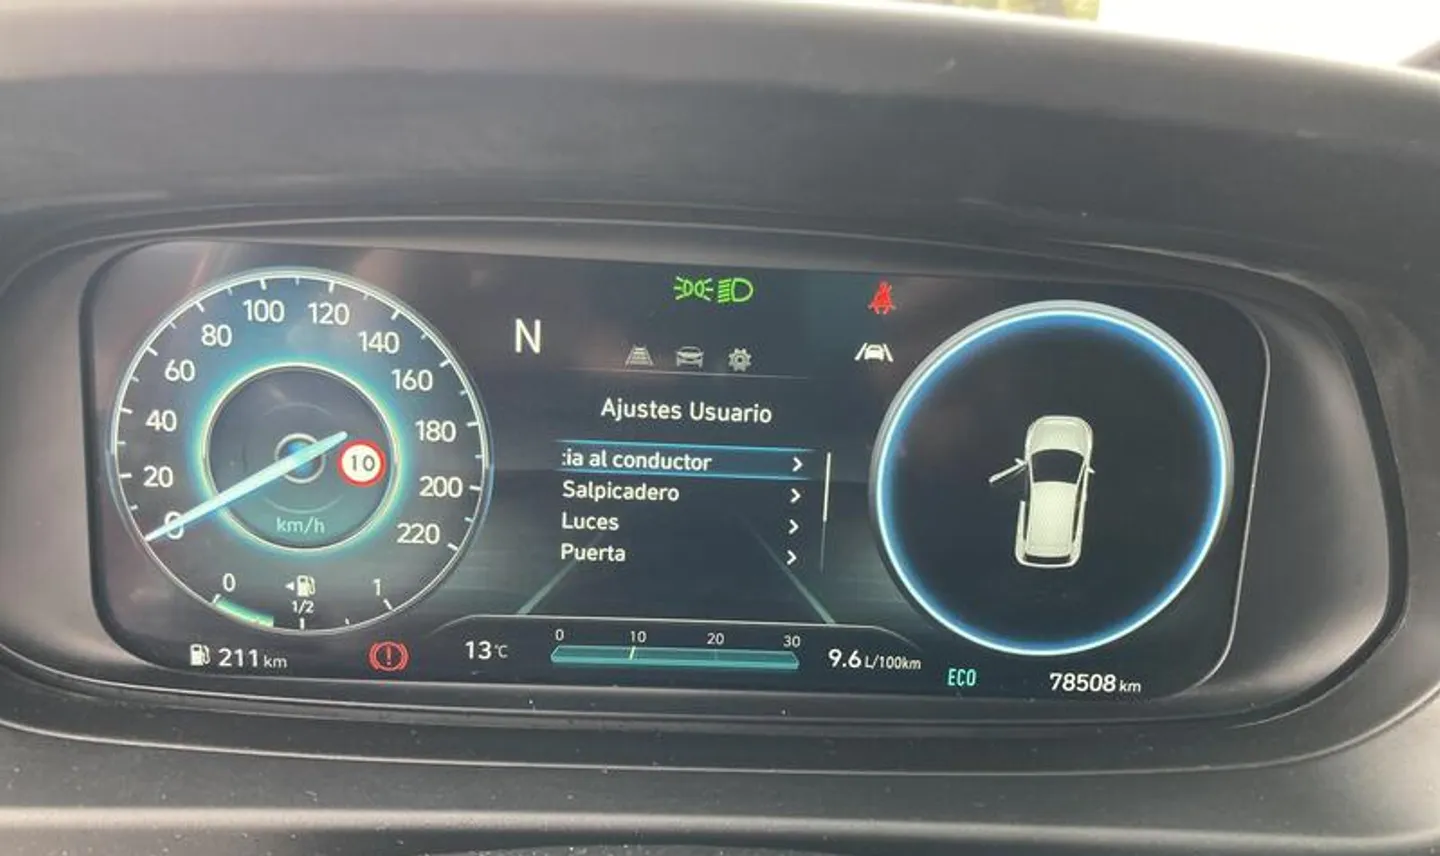 0
20
40
60
80
100
120
140
160
180
200
220
10
km/h
0
1/2
1
211 km
N
Ajustes Usuario
:ia al conductor
Salpicadero
Luces
Puerta
13°C
0 10 20 30
9.6 L/100km
ECO
78508 km